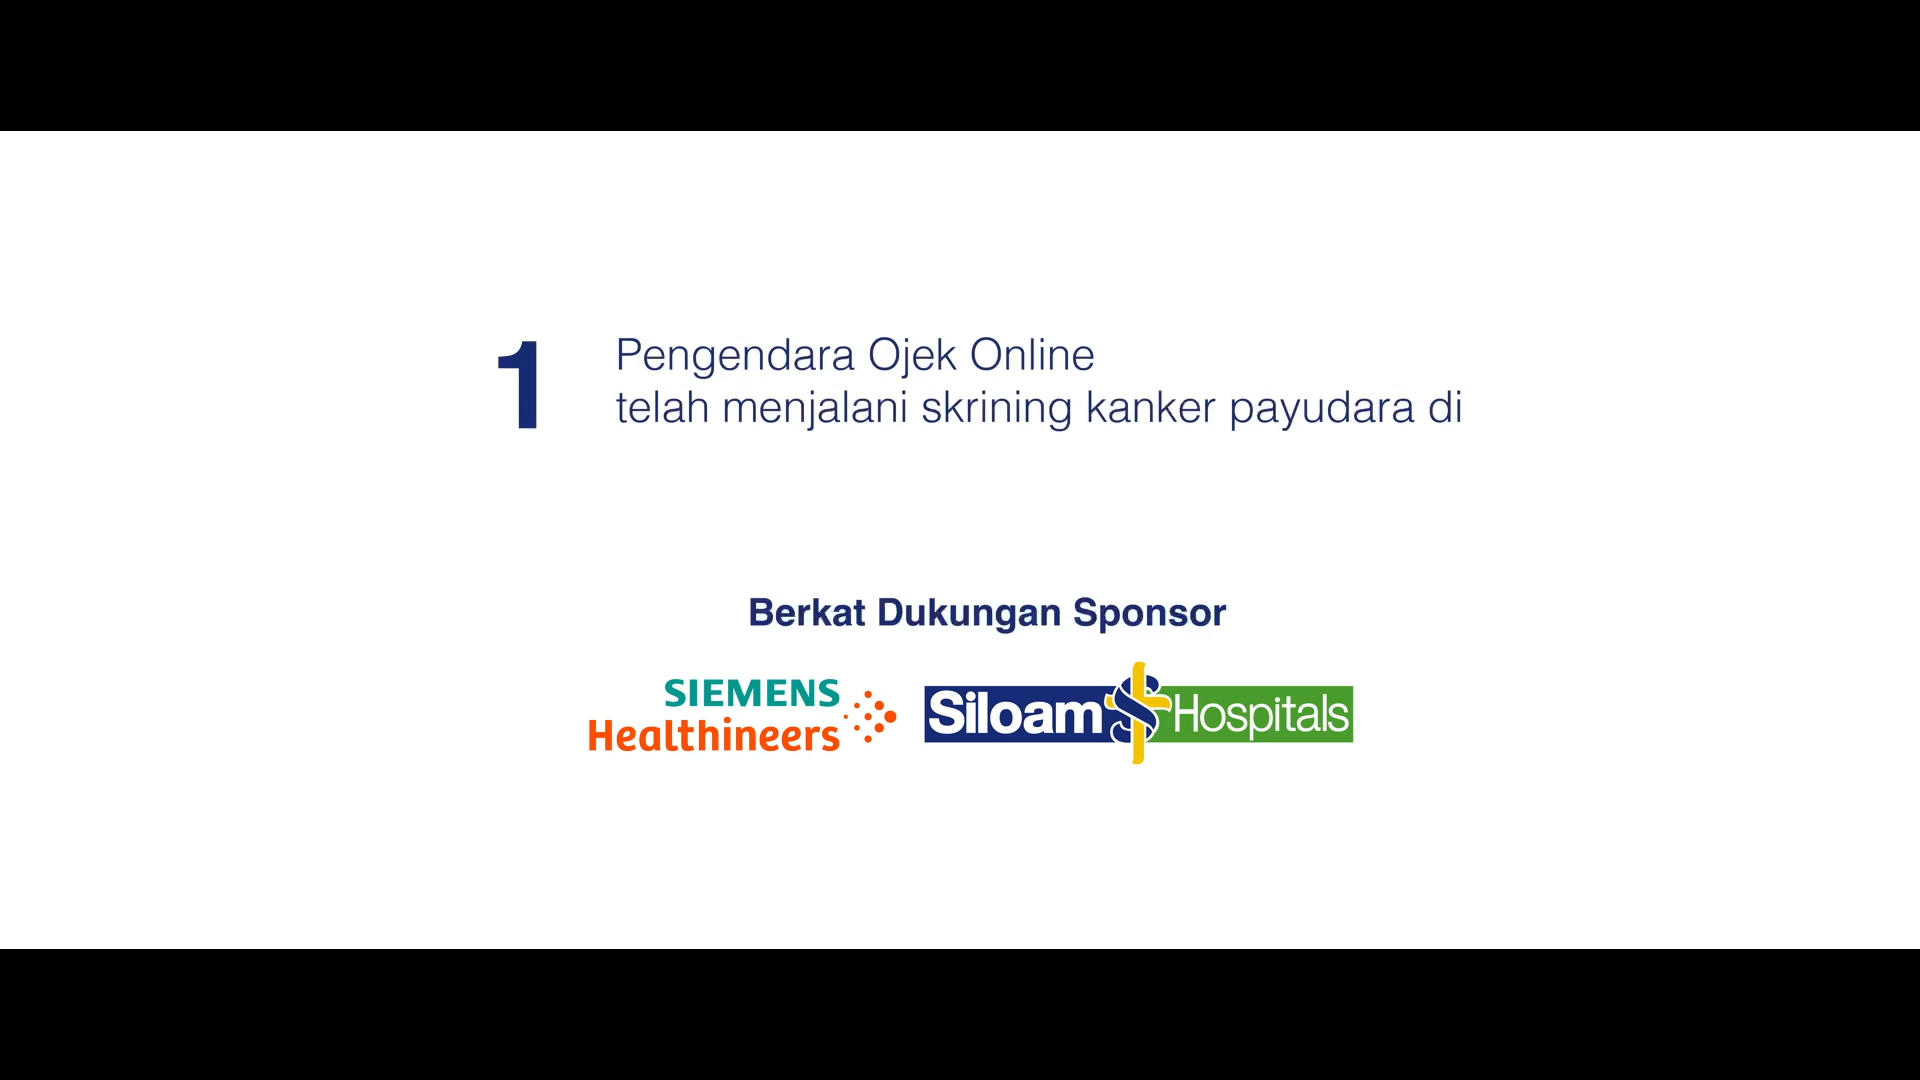 1
Pengendara Ojek Online
telah menjalani skrining kanker payudara di
Berkat Dukungan Sponsor
SIEMENS
Healthineers
Siloam Hospitals